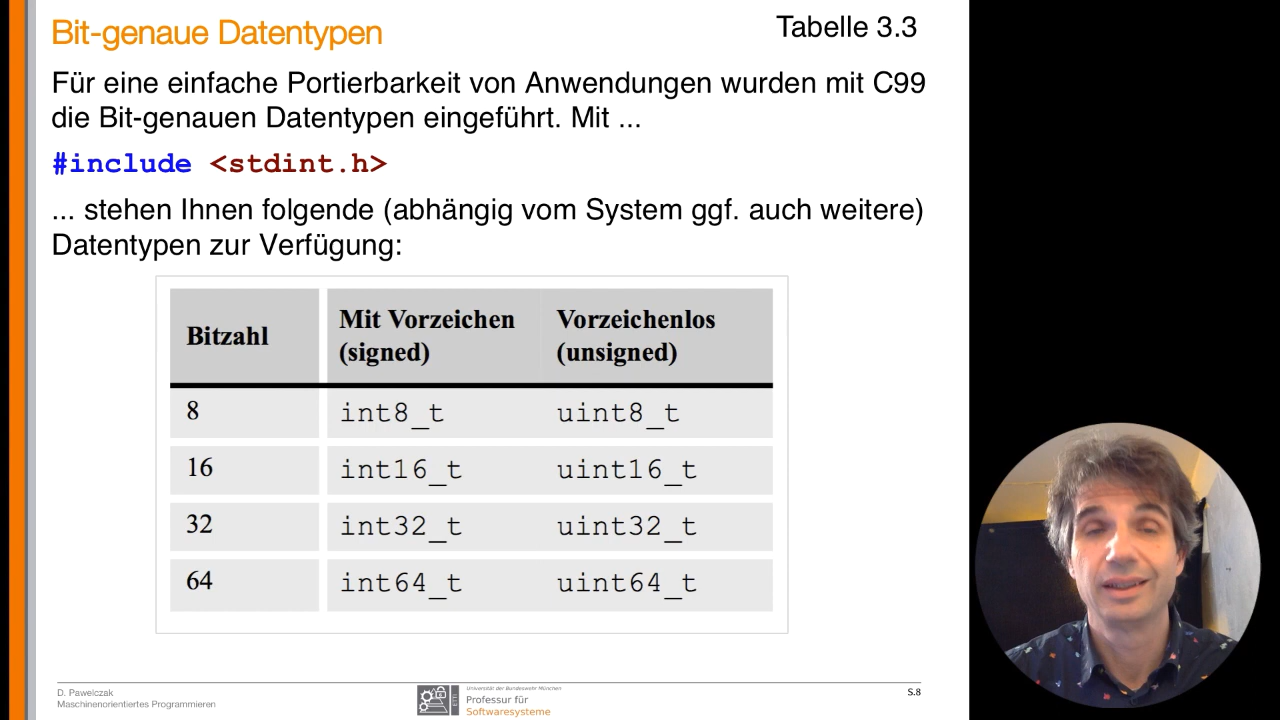 Bit-genaue Datentypen
Tabelle 3.3
Für eine einfache Portierbarkeit von Anwendungen wurden mit C99
die Bit-genauen Datentypen eingeführt. Mit ...
#include <stdint.h>
... stehen Ihnen folgende (abhängig vom System ggf. auch weitere)
Datentypen zur Verfügung:
Bitzahl Mit Vorzeichen (signed) Vorzeichenlos (unsigned)
8 int8_t uint8_t
16 int16_t uint16_t
32 int32_t uint32_t
64 int64_t uint64_t
D. Pawelczak
Maschinenorientiertes Programmieren
ETTI
Universität der Bundeswehr München
Professur für
Softwaresysteme
S.8